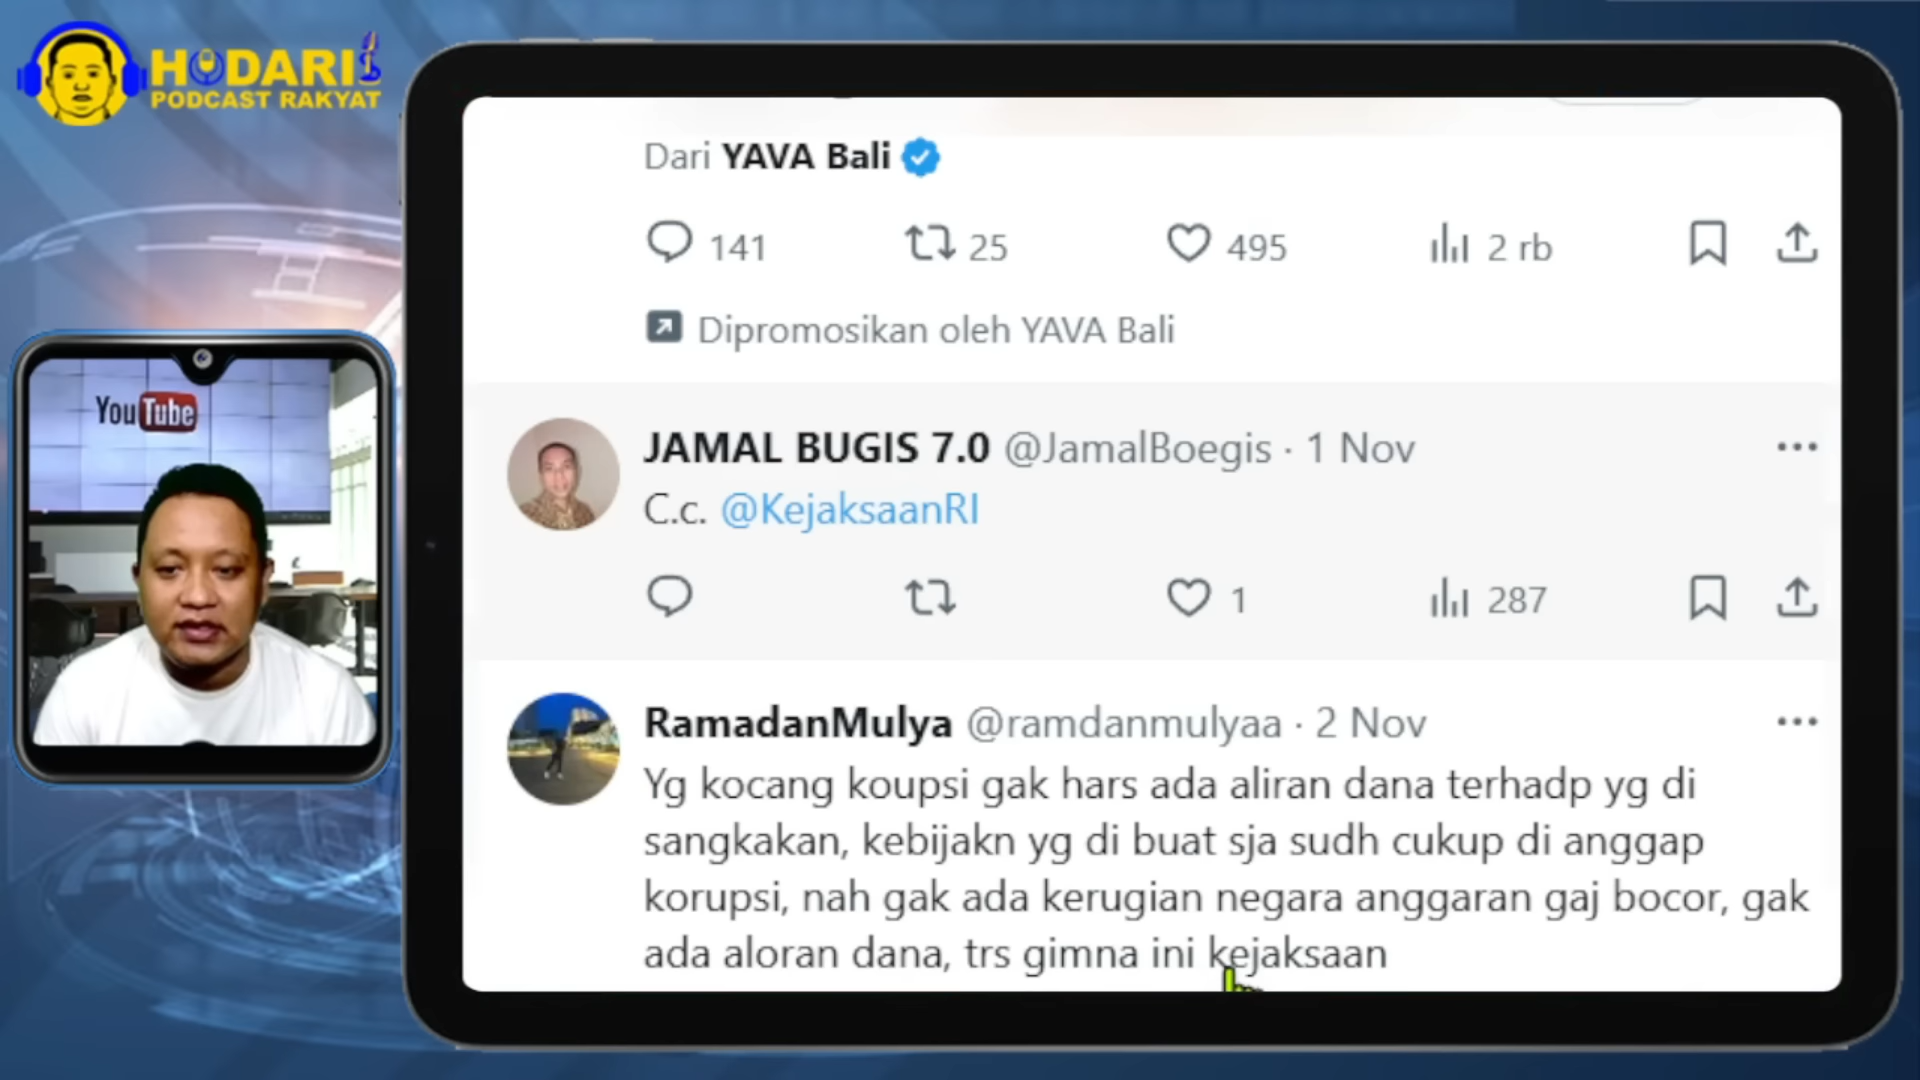 HODARI
PODCAST RAKYAT
YouTube
Dari YAVA Bali
141 25 495 2 rb
Dipromosikan oleh YAVA Bali
JAMAL BUGIS 7.0 @JamalBoegis · 1 Nov
C.c. @KejaksaanRI
1 287
RamadanMulya @ramdanmulyaa · 2 Nov
Yg kocang koupsi gak hars ada aliran dana terhadp yg di
sangkakan, kebijakn yg di buat sja sudh cukup di anggap
korupsi, nah gak ada kerugian negara anggaran gaj bocor, gak
ada aloran dana, trs gimna ini kejaksaan